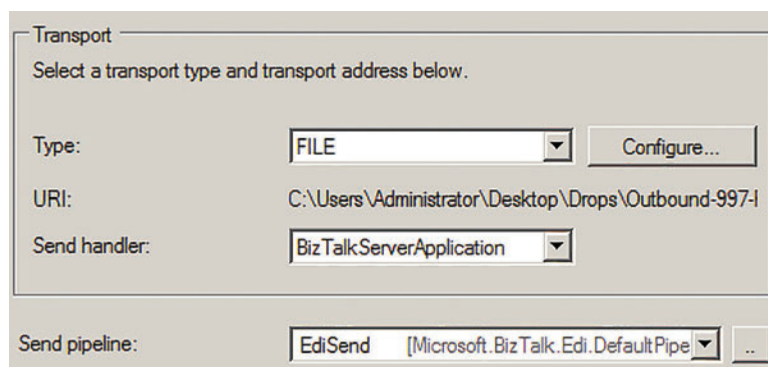 Transport
Select a transport type and transport address below.
Type:
FILE
Configure...
URI:
C:\Users\Administrator\Desktop\Drops\Outbound-997-
Send handler:
BizTalkServerApplication
Send pipeline:
EdiSend [Microsoft.BizTalk.Edi.DefaultPipe
..